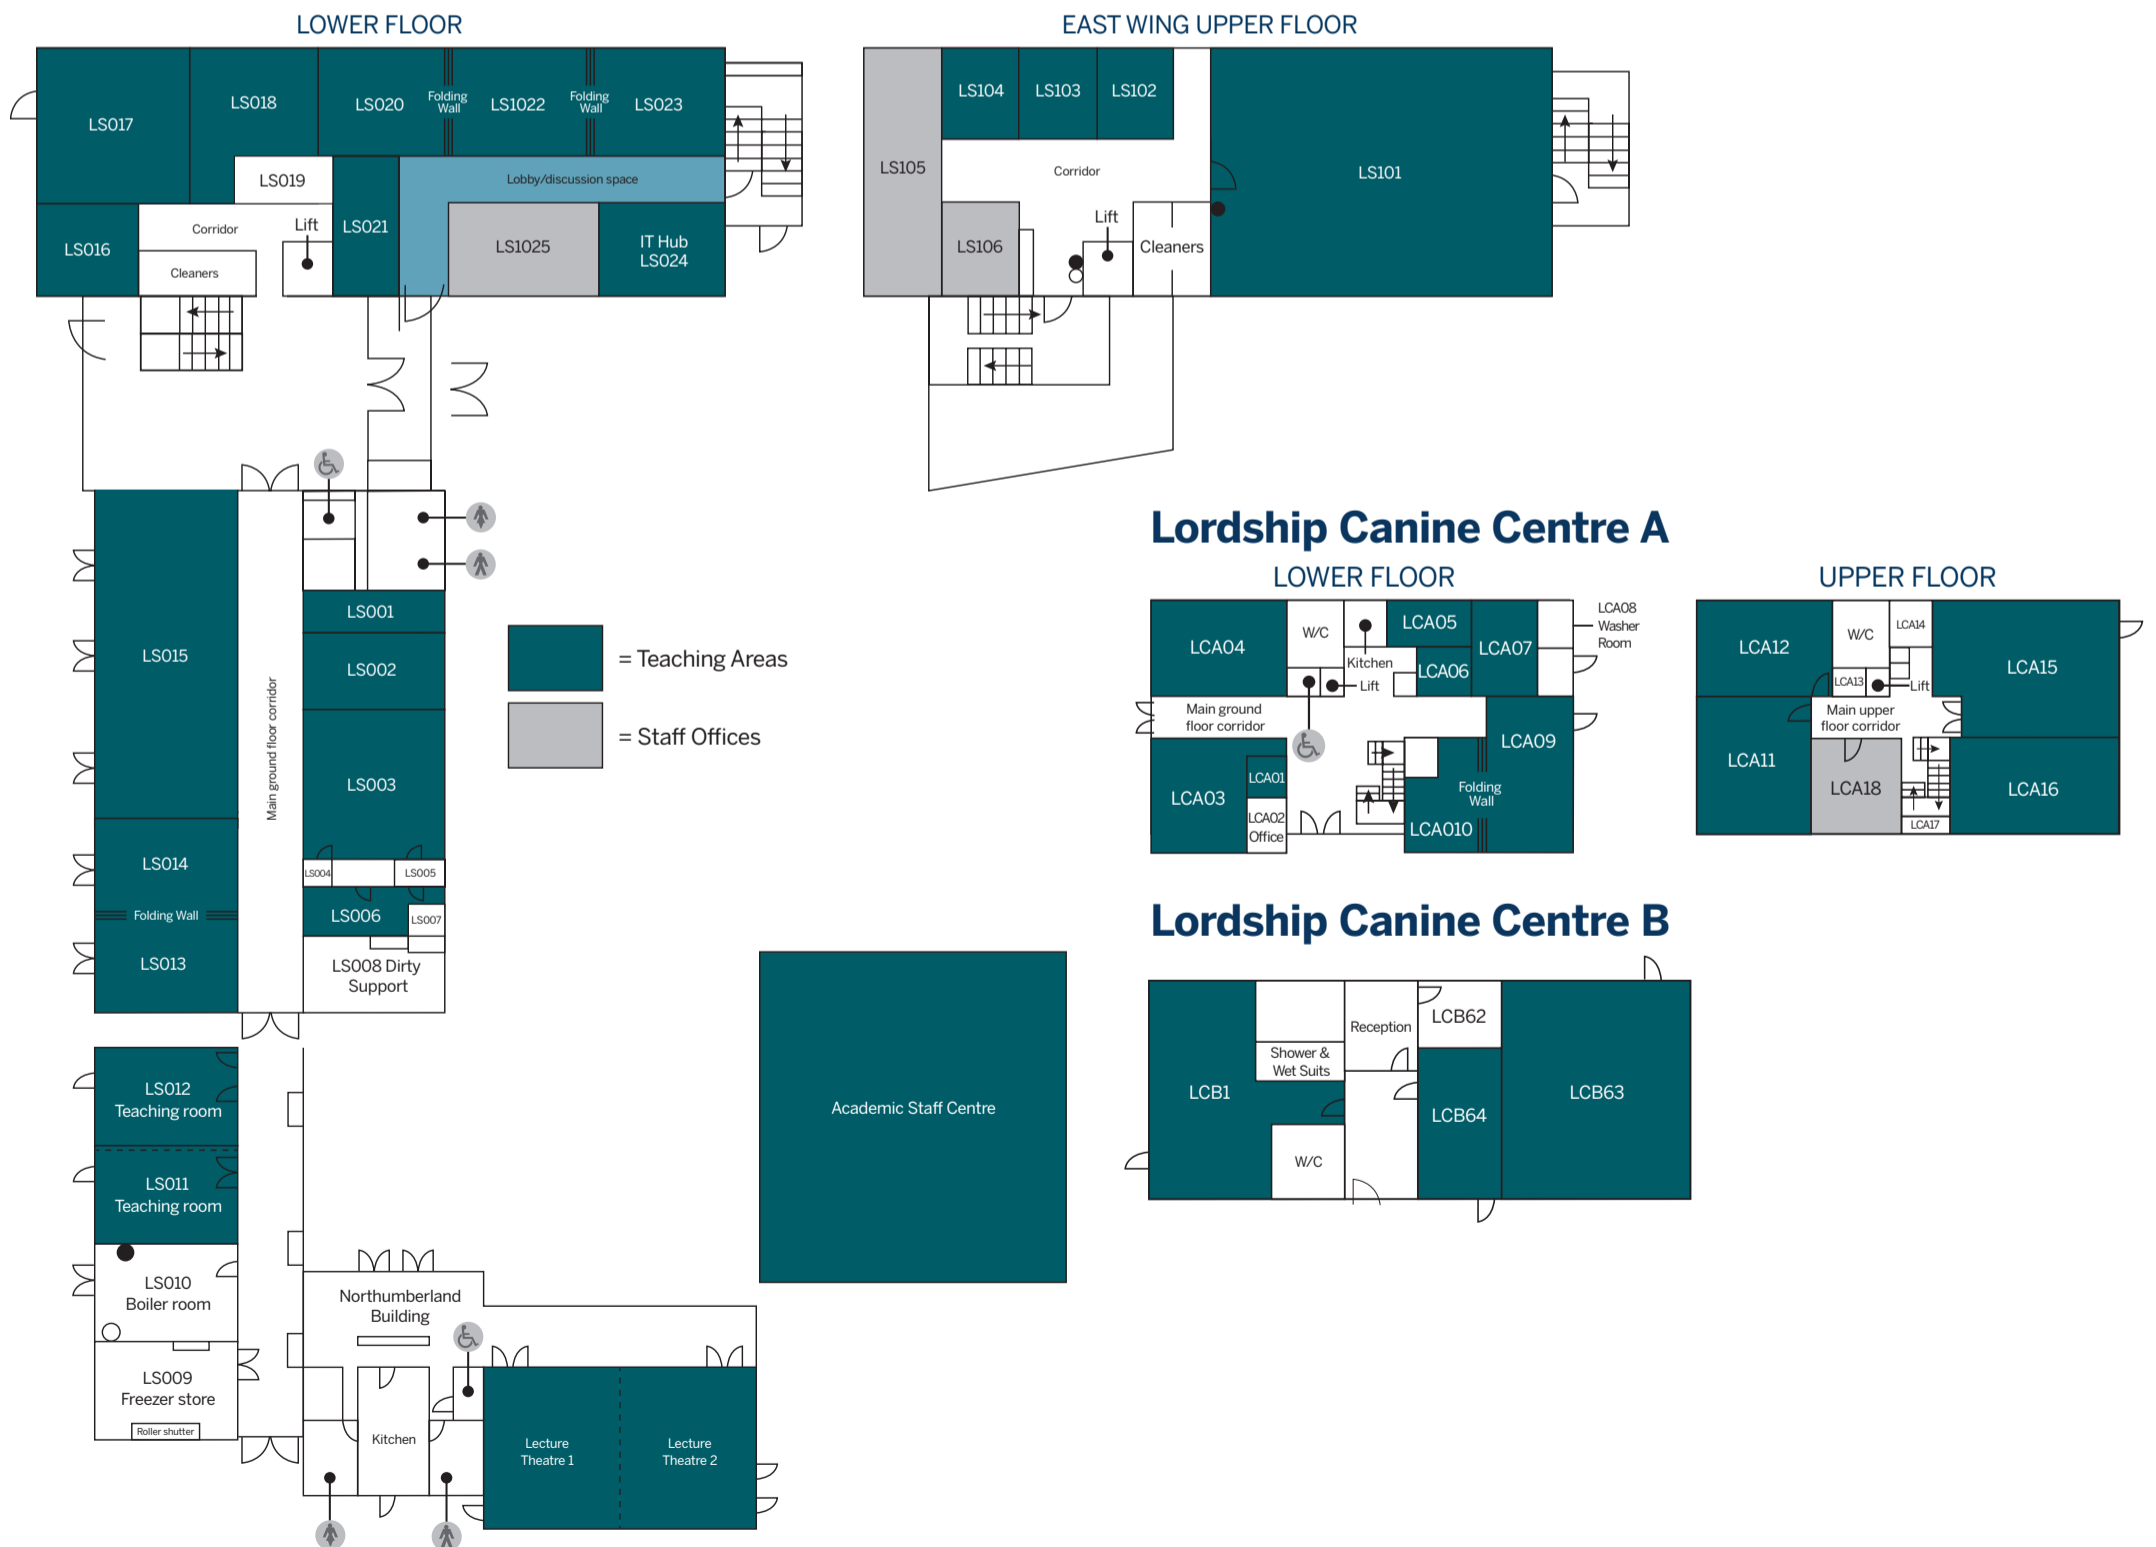 LOWER FLOOR
LS017
LS018
LS020
Folding
Wall
LS1022
Folding
Wall
LS023
LS019
Lobby/discussion space
LS016
Corridor
Cleaners
Lift
LS021
LS1025
IT Hub
LS024
EAST WING UPPER FLOOR
LS104
LS103
LS102
LS105
Corridor
LS101
LS106
Lift
Cleaners
LS015
Main ground floor corridor
LS001
LS002
LS003
LS004
LS005
LS006
LS007
LS008 Dirty
Support
LS014
Folding Wall
LS013
= Teaching Areas
= Staff Offices
LS012
Teaching room
LS011
Teaching room
LS010
Boiler room
LS009
Freezer store
Roller shutter
Northumberland
Building
Kitchen
Lecture
Theatre 1
Lecture
Theatre 2
Academic Staff Centre
Lordship Canine Centre A
LOWER FLOOR
LCA04
W/C
Kitchen
Lift
LCA05
LCA06
LCA07
LCA08
Washer
Room
Main ground
floor corridor
LCA09
LCA03
LCA01
LCA02
Office
Folding
Wall
LCA010
UPPER FLOOR
LCA12
W/C
LCA14
LCA13
Lift
LCA15
Main upper
floor corridor
LCA11
LCA18
LCA17
LCA16
Lordship Canine Centre B
LCB1
Shower &
Wet Suits
W/C
Reception
LCB62
LCB64
LCB63